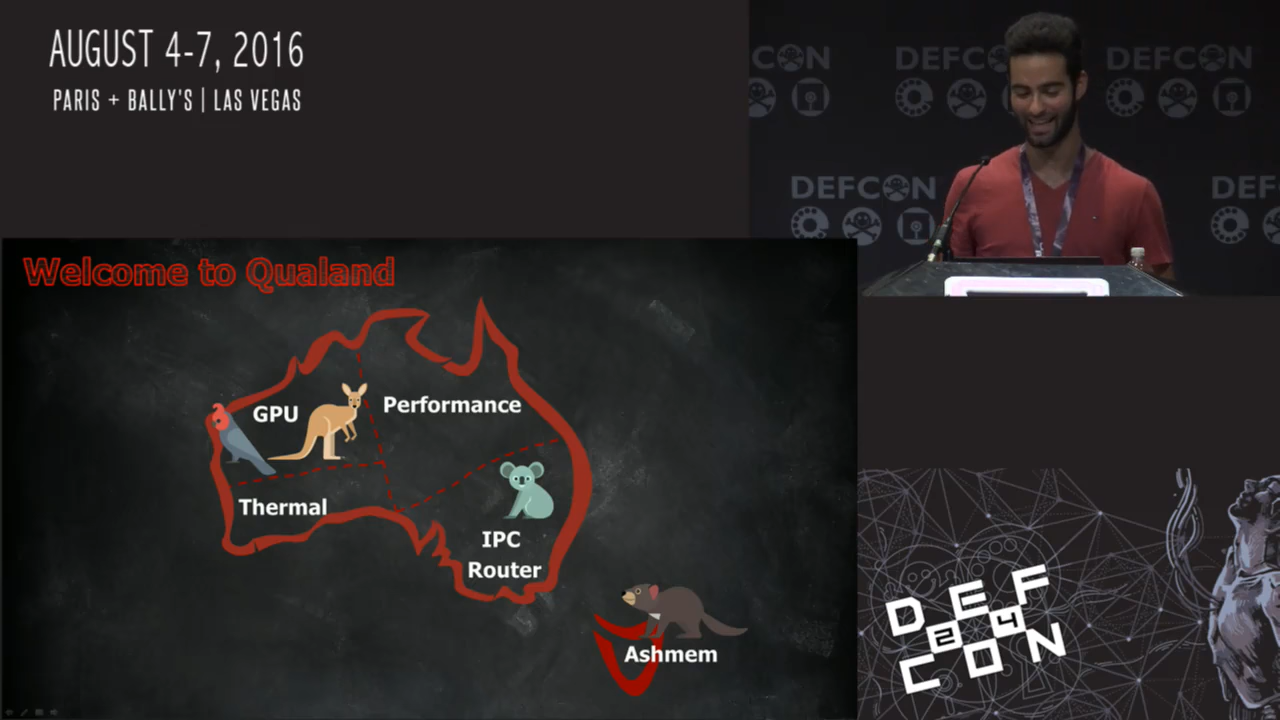 AUGUST 4-7, 2016
PARIS + BALLY'S | LAS VEGAS
DEFCON DEFCON
DEFCON
Welcome to Qualand
GPU
Performance
Thermal
IPC
Router
Ashmem
DEF
24
CON